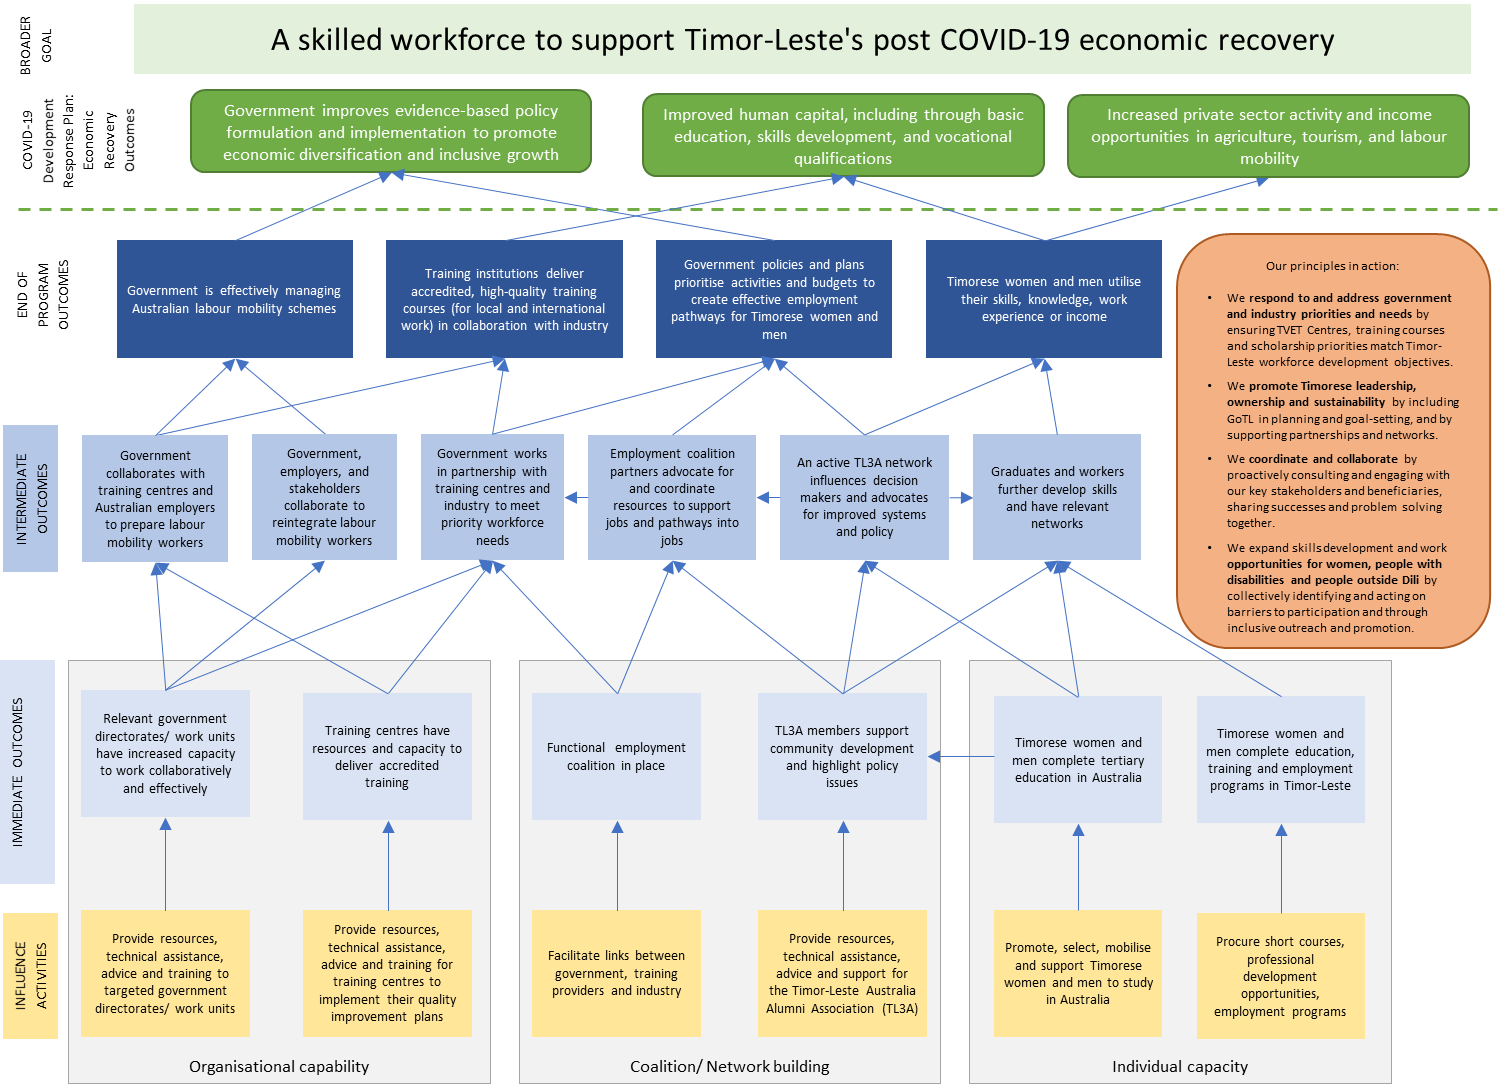 BROADER
GOAL
A skilled workforce to support Timor-Leste's post COVID-19 economic recovery
COVID-19
Development
Response Plan:
Economic
Recovery
Outcomes
Government improves evidence-based policy
formulation and implementation to promote
economic diversification and inclusive growth
Improved human capital, including through basic
education, skills development, and vocational
qualifications
Increased private sector activity and income
opportunities in agriculture, tourism, and labour
mobility
END OF
PROGRAM
OUTCOMES
Government is effectively managing
Australian labour mobility schemes
Training institutions deliver
accredited, high-quality training
courses (for local and international
work) in collaboration with industry
Government policies and plans
prioritise activities and budgets to
create effective employment
pathways for Timorese women and
men
Timorese women and men utilise
their skills, knowledge, work
experience or income
Our principles in action:
• We respond to and address government
and industry priorities and needs by
ensuring TVET Centres, training courses
and scholarship priorities match Timor-
Leste workforce development objectives.
• We promote Timorese leadership,
ownership and sustainability by including
GoTL in planning and goal-setting, and by
supporting partnerships and networks.
• We coordinate and collaborate by
proactively consulting and engaging with
our key stakeholders and beneficiaries,
sharing successes and problem solving
together.
• We expand skills development and work
opportunities for women, people with
disabilities and people outside Dili by
collectively identifying and acting on
barriers to participation and through
inclusive outreach and promotion.
INTERMEDIATE
OUTCOMES
Government
collaborates with
training centres and
Australian employers
to prepare labour
mobility workers
Government,
employers, and
stakeholders
collaborate to
reintegrate labour
mobility workers
Government works
in partnership with
training centres and
industry to meet
priority workforce
needs
Employment coalition
partners advocate for
and coordinate
resources to support
jobs and pathways into
jobs
An active TL3A network
influences decision
makers and advocates
for improved systems
and policy
Graduates and workers
further develop skills
and have relevant
networks
IMMEDIATE OUTCOMES
Relevant government
directorates/ work units
have increased capacity
to work collaboratively
and effectively
Training centres have
resources and capacity to
deliver accredited
training
Functional employment
coalition in place
TL3A members support
community development
and highlight policy
issues
Timorese women and
men complete tertiary
education in Australia
Timorese women and
men complete education,
training and employment
programs in Timor-Leste
INFLUENCE
ACTIVITIES
Provide resources,
technical assistance,
advice and training to
targeted government
directorates/ work units
Provide resources,
technical assistance,
advice and training for
training centres to
implement their quality
improvement plans
Facilitate links between
government, training
providers and industry
Provide resources,
technical assistance,
advice and support for
the Timor-Leste Australia
Alumni Association (TL3A)
Promote, select, mobilise
and support Timorese
women and men to study
in Australia
Procure short courses,
professional
development
opportunities,
employment programs
Organisational capability
Coalition/ Network building
Individual capacity